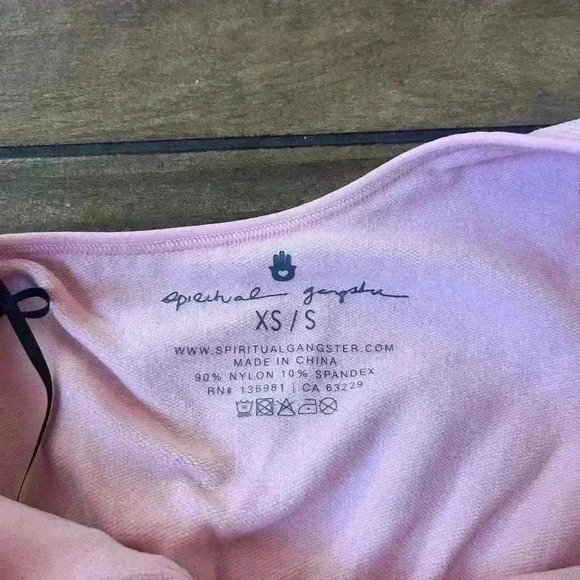 spiritual gangster
XS / S
WWW.SPIRITUALGANGSTER.COM
MADE IN CHINA
90% NYLON 10% SPANDEX
RN# 136981 | CA 63229